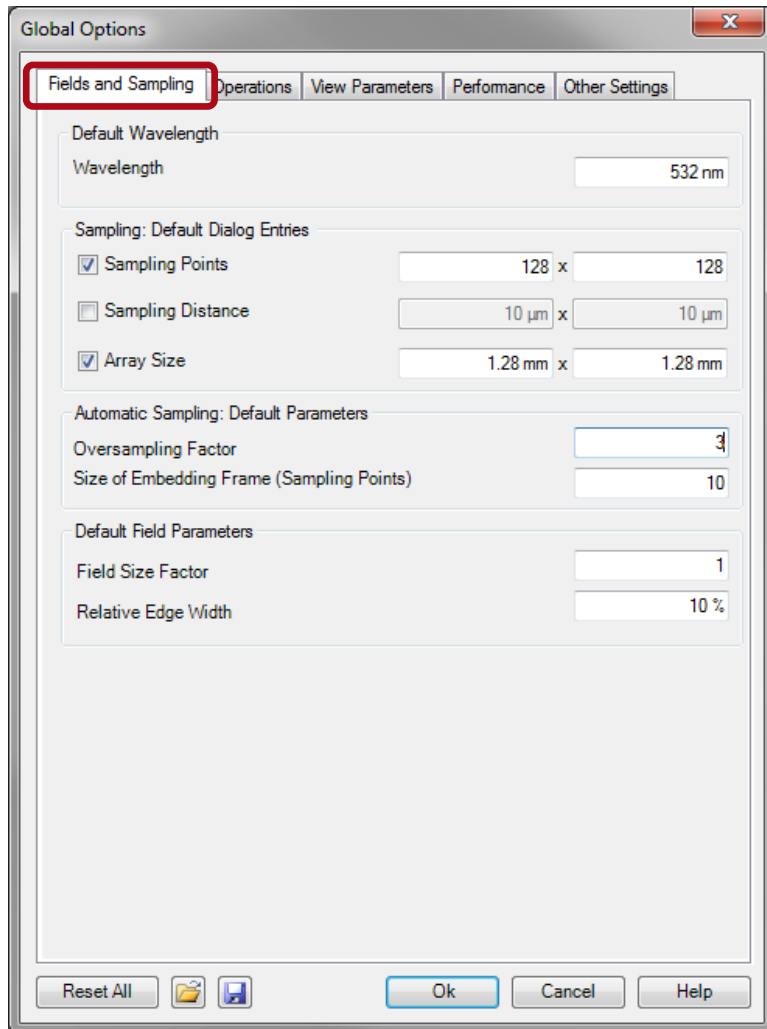 Global Options
Fields and Sampling Operations View Parameters Performance Other Settings
Default Wavelength
Wavelength 532 nm
Sampling: Default Dialog Entries
Sampling Points 128 x 128
Sampling Distance 10 µm x 10 µm
Array Size 1.28 mm x 1.28 mm
Automatic Sampling: Default Parameters
Oversampling Factor 3
Size of Embedding Frame (Sampling Points) 10
Default Field Parameters
Field Size Factor 1
Relative Edge Width 10 %
Reset All Ok Cancel Help